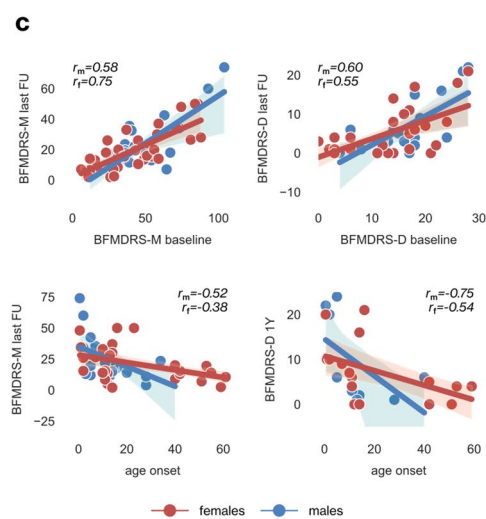 c
r_m=0.58
r_f=0.75
BFMDRS-M last FU
60
40
20
0
0 50 100
BFMDRS-M baseline
r_m=0.60
r_f=0.55
BFMDRS-D last FU
20
10
0
−10
0 10 20 30
BFMDRS-D baseline
r_m=-0.52
r_f=-0.38
BFMDRS-M last FU
75
50
25
0
−25
0 20 40 60
age onset
r_m=-0.75
r_f=-0.54
BFMDRS-D 1Y
20
10
0
0 20 40 60
age onset
females males